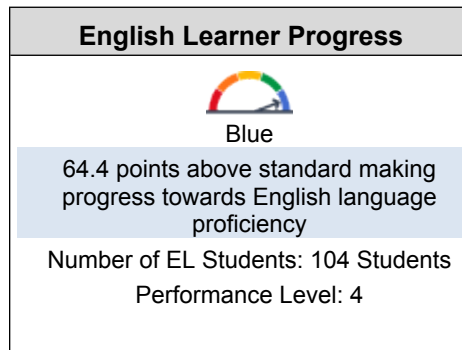 English Learner Progress
Blue
64.4 points above standard making
progress towards English language
proficiency
Number of EL Students: 104 Students
Performance Level: 4